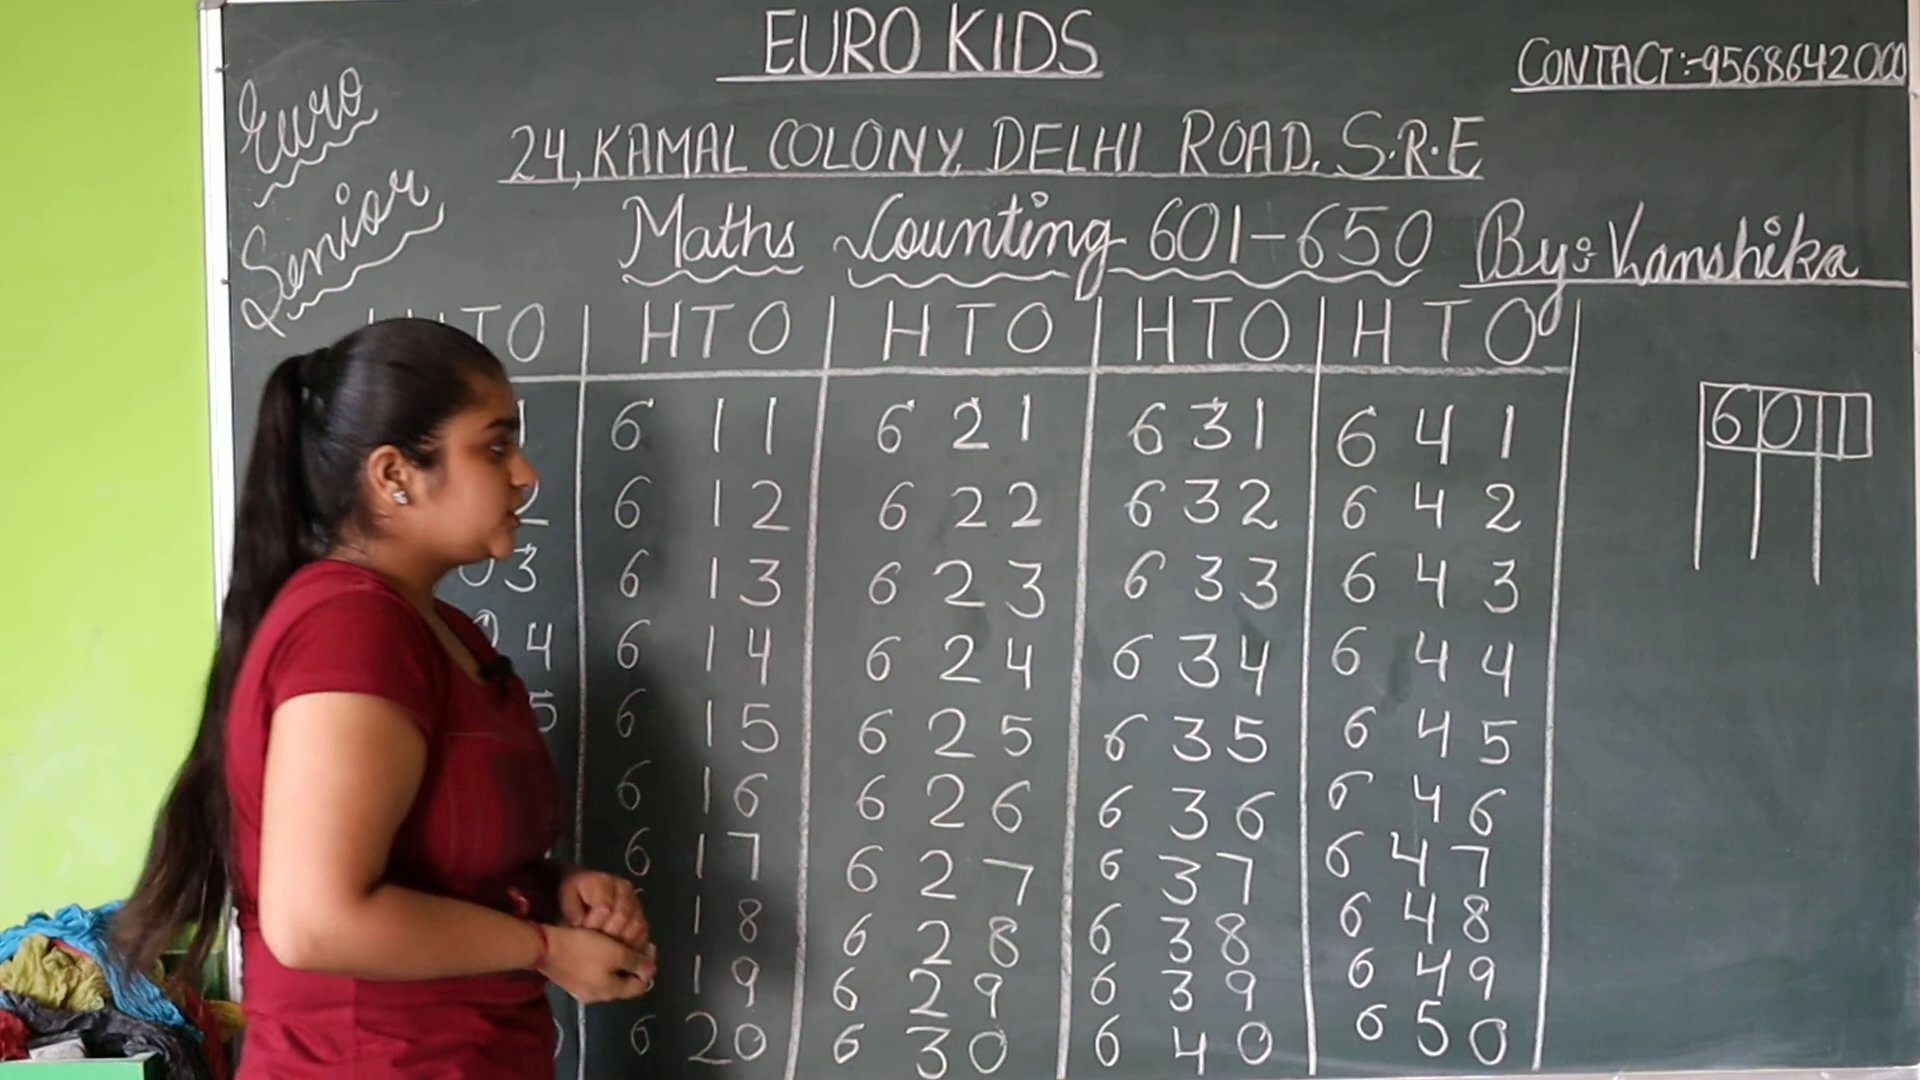 EURO KIDS
CONTACT:-9568642000
Euro
Senior
24, KAMAL COLONY, DELHI ROAD, S.R.E
Maths Counting 601-650 By: Vanshika
T O H T O H T O H T O H T O
1 6 1 1 6 2 1 6 3 1 6 4 1
6 0 1
2 6 1 2 6 2 2 6 3 2 6 4 2
0 3 6 1 3 6 2 3 6 3 3 6 4 3
0 4 6 1 4 6 2 4 6 3 4 6 4 4
5 6 1 5 6 2 5 6 3 5 6 4 5
6 1 6 6 2 6 6 3 6 6 4 6
6 1 7 6 2 7 6 3 7 6 4 7
1 8 6 2 8 6 3 8 6 4 8
1 9 6 2 9 6 3 9 6 4 9
6 2 0 6 3 0 6 4 0 6 5 0